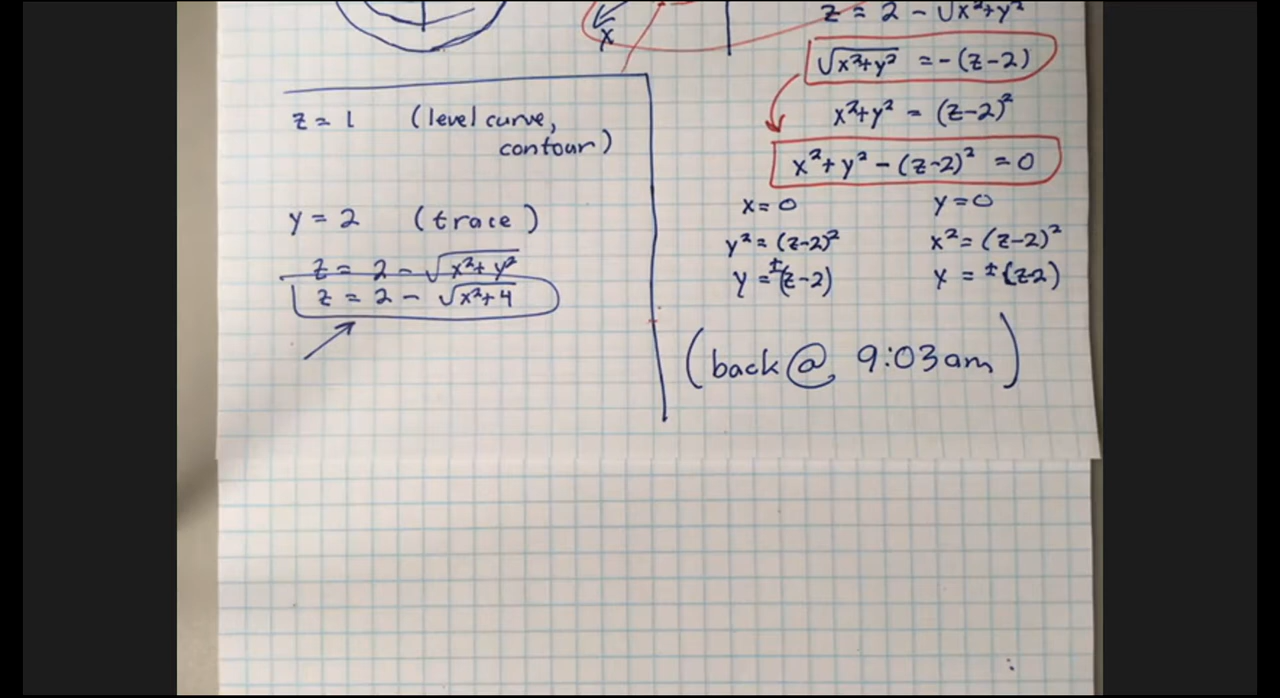 x
z = 1 (level curve,
contour)
y = 2 (trace)
z = 2 - √x²+y²
z = 2 - √x²+4
z = 2 - √x²+y²
√x²+y² = -(z-2)
x²+y² = (z-2)²
x²+y² - (z-2)² = 0
x=0 y=0
y² = (z-2)² x² = (z-2)²
y = ±(z-2) x = ±(z-2)
(back @ 9:03am)